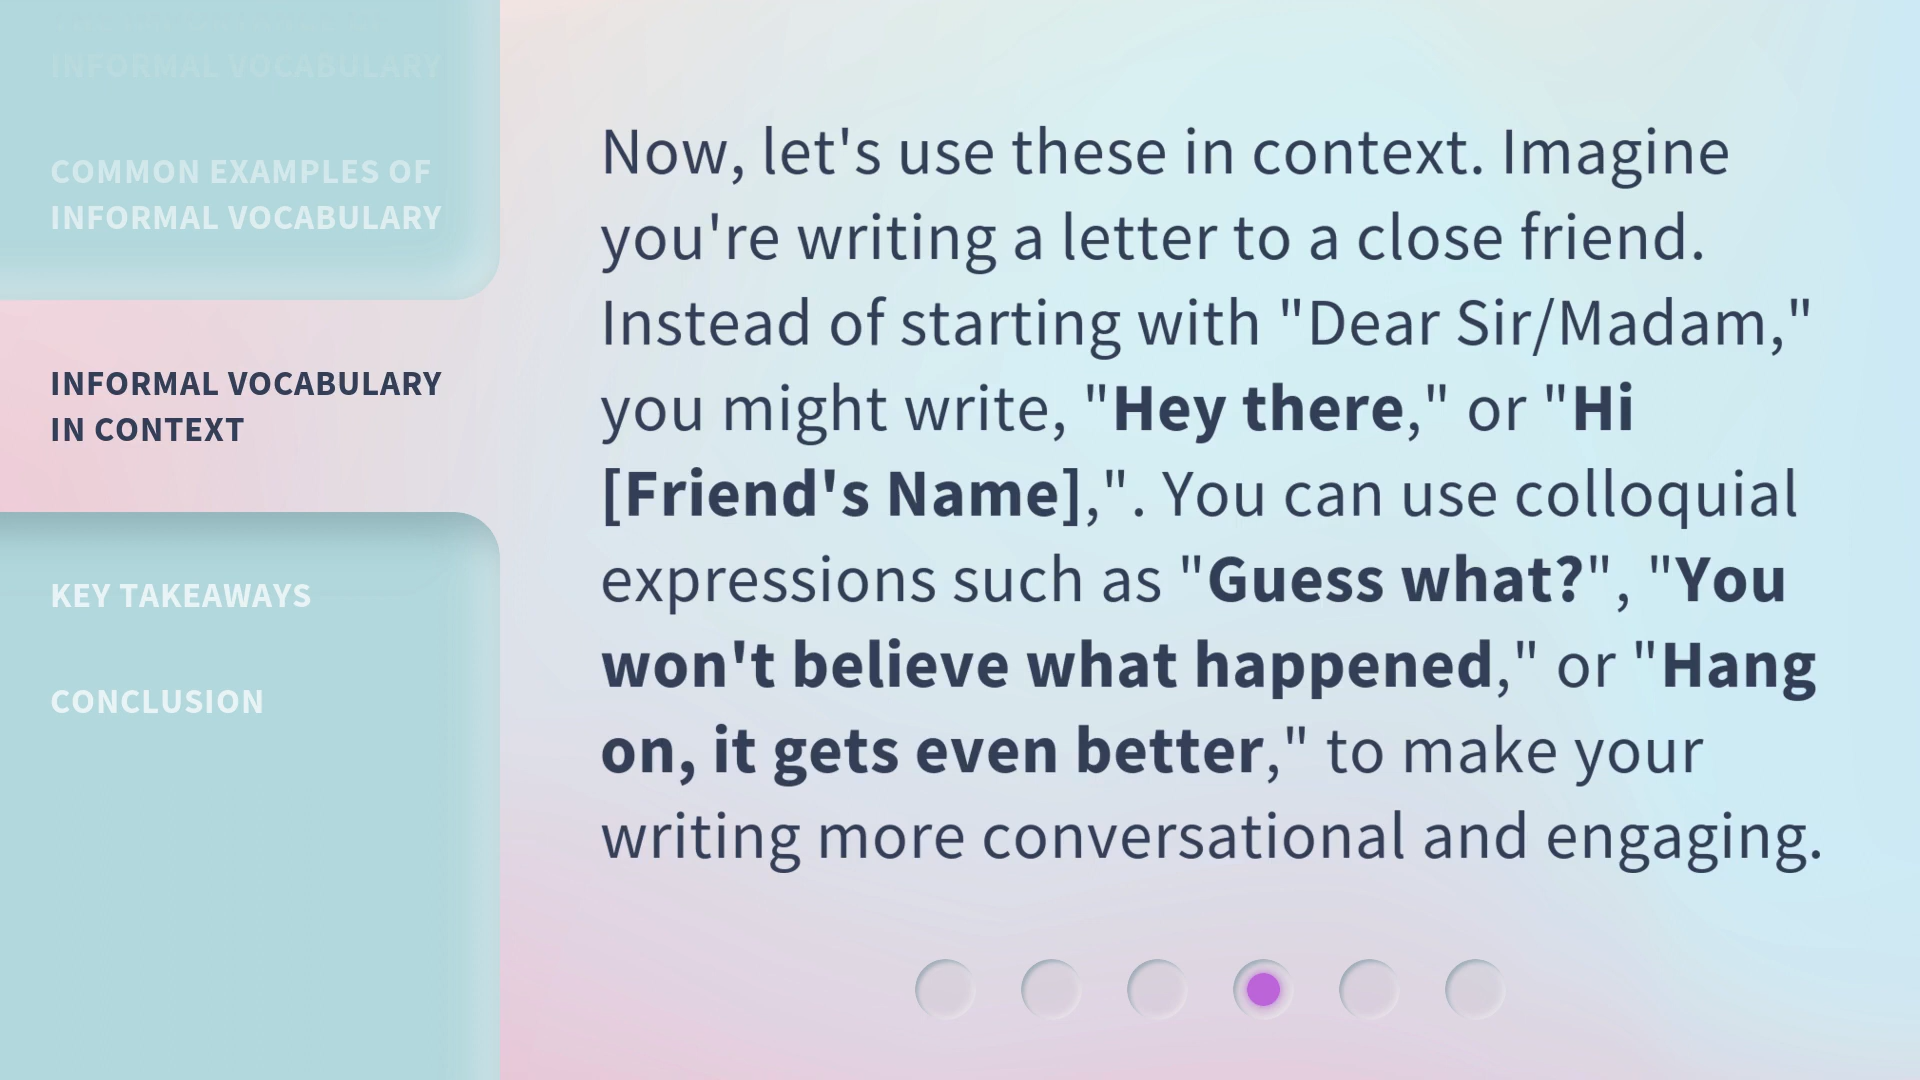 INFORMAL VOCABULARY
COMMON EXAMPLES OF
INFORMAL VOCABULARY
INFORMAL VOCABULARY
IN CONTEXT
KEY TAKEAWAYS
CONCLUSION
Now, let's use these in context. Imagine
you're writing a letter to a close friend.
Instead of starting with "Dear Sir/Madam,"
you might write, "Hey there," or "Hi
[Friend's Name],". You can use colloquial
expressions such as "Guess what?", "You
won't believe what happened," or "Hang
on, it gets even better," to make your
writing more conversational and engaging.